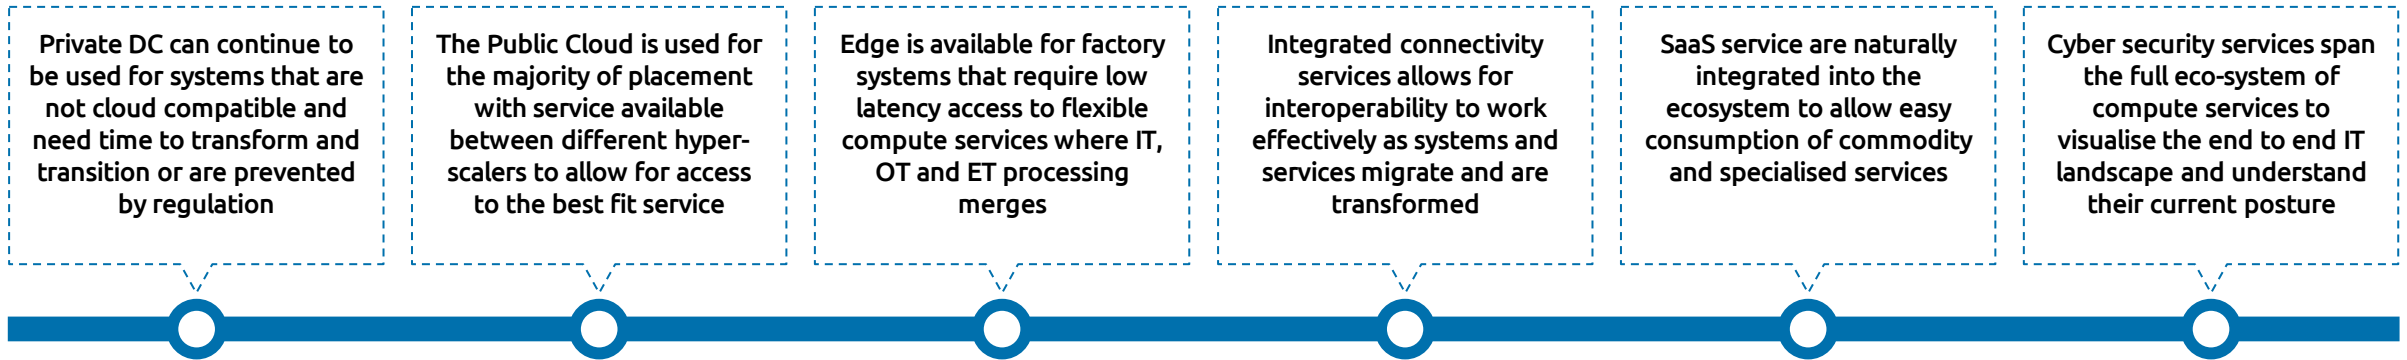 Private DC can continue to
be used for systems that are
not cloud compatible and
need time to transform and
transition or are prevented
by regulation
The Public Cloud is used for
the majority of placement
with service available
between different hyper-
scalers to allow for access
to the best fit service
Edge is available for factory
systems that require low
latency access to flexible
compute services where IT,
OT and ET processing
merges
Integrated connectivity
services allows for
interoperability to work
effectively as systems and
services migrate and are
transformed
SaaS service are naturally
integrated into the
ecosystem to allow easy
consumption of commodity
and specialised services
Cyber security services span
the full eco-system of
compute services to
visualise the end to end IT
landscape and understand
their current posture